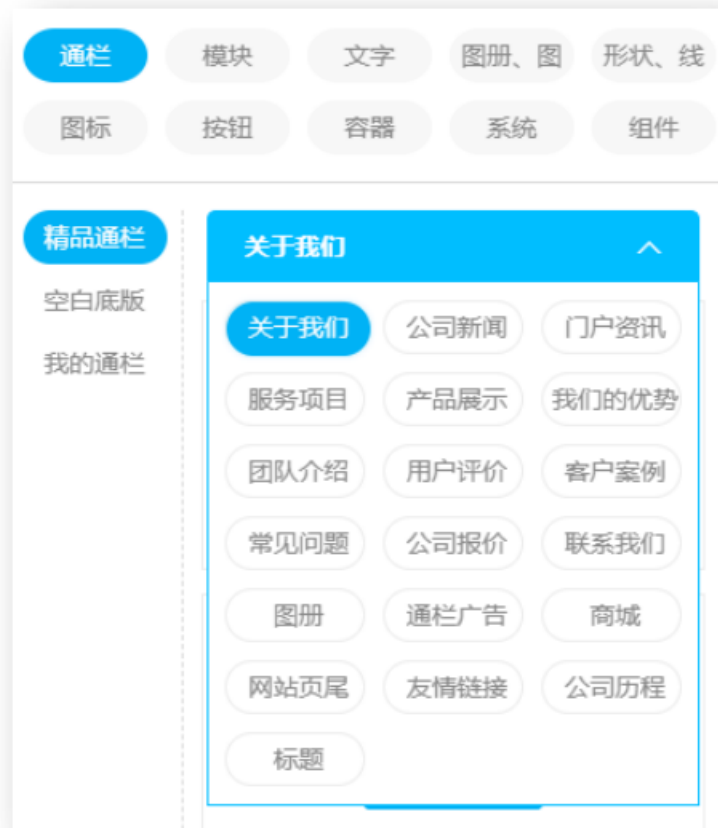 通栏 模块 文字 图册、图 形状、线
图标 按钮 容器 系统 组件
精品通栏
空白底版
我的通栏
关于我们
关于我们 公司新闻 门户资讯
服务项目 产品展示 我们的优势
团队介绍 用户评价 客户案例
常见问题 公司报价 联系我们
图册 通栏广告 商城
网站页尾 友情链接 公司历程
标题